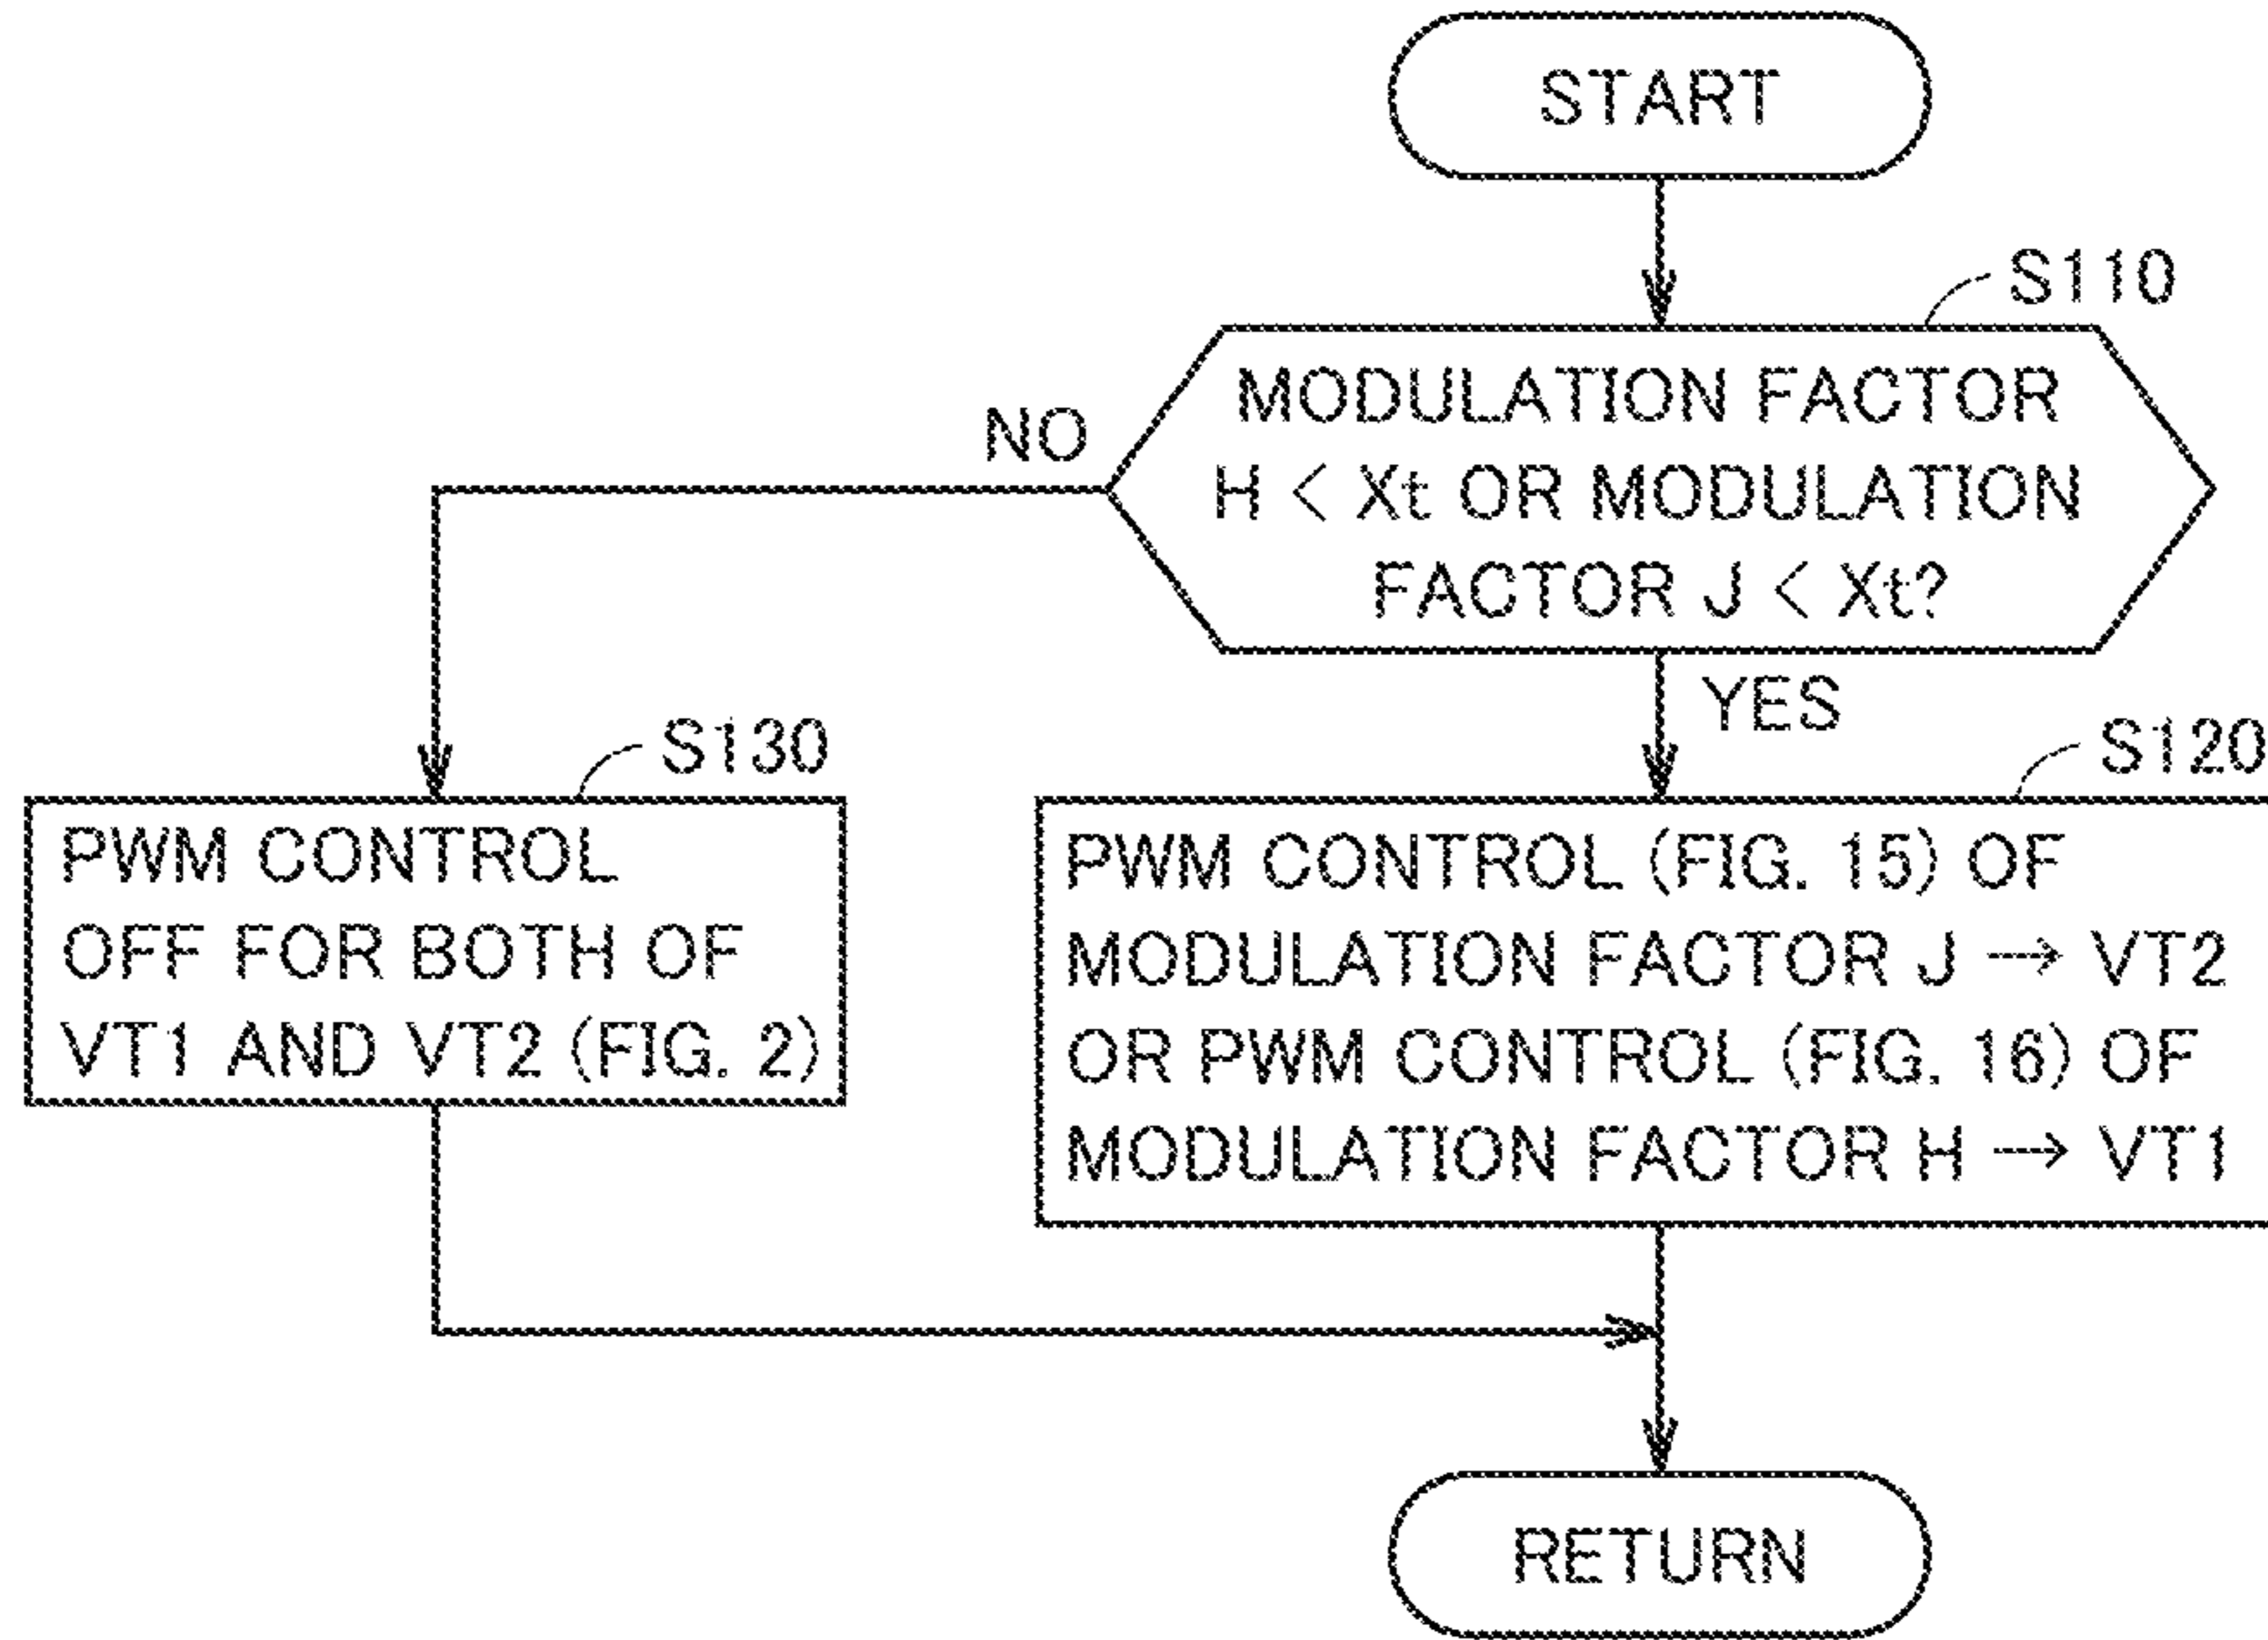 START
S110
MODULATION FACTOR
H < Xt OR MODULATION
FACTOR J < Xt?
NO
YES
S130
PWM CONTROL
OFF FOR BOTH OF
VT1 AND VT2 (FIG. 2)
S120
PWM CONTROL (FIG. 15) OF
MODULATION FACTOR J → VT2
OR PWM CONTROL (FIG. 16) OF
MODULATION FACTOR H → VT1
RETURN